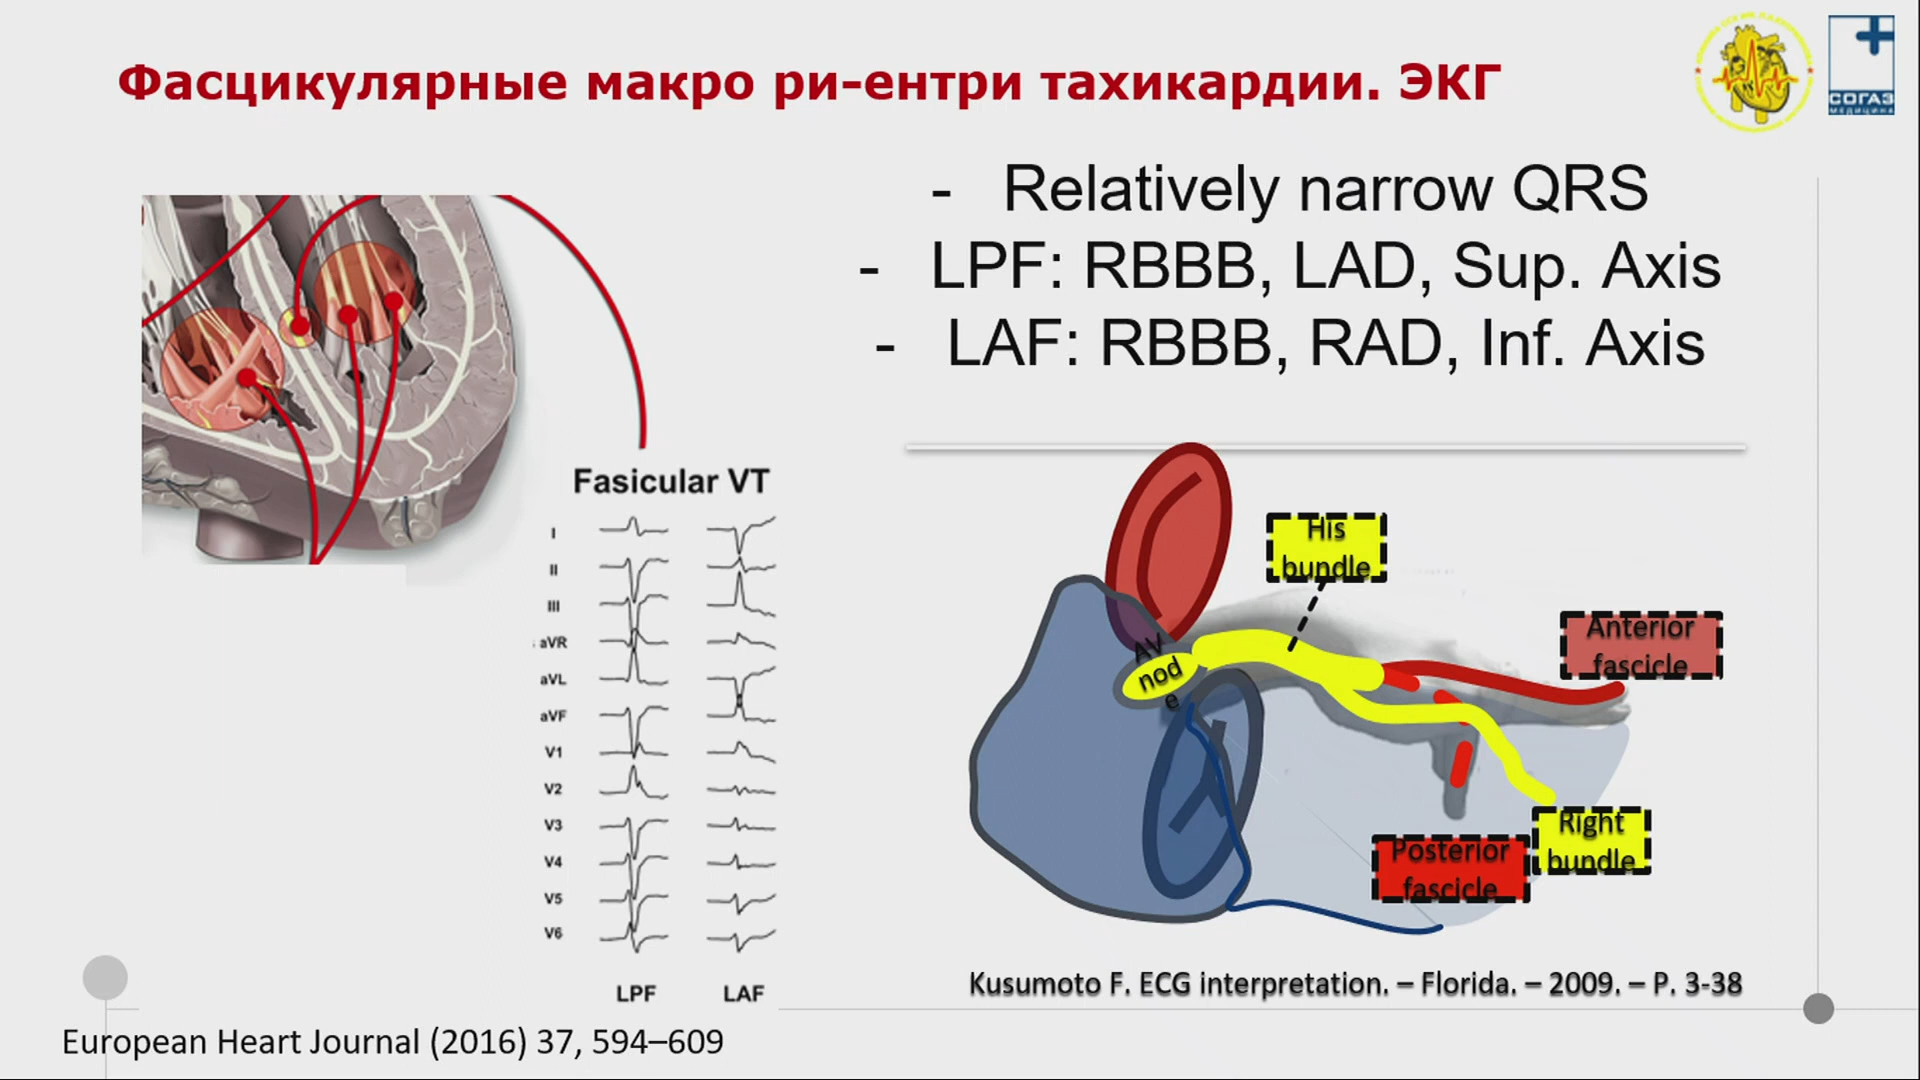 Фасцикулярные макро ри-ентри тахикардии. ЭКГ
СОГАЗ
медицина
- Relatively narrow QRS
- LPF: RBBB, LAD, Sup. Axis
- LAF: RBBB, RAD, Inf. Axis
Fasicular VT
I
II
III
aVR
aVL
aVF
V1
V2
V3
V4
V5
V6
LPF LAF
His
bundle
Anterior
fascicle
AV
nod
e
Right
bundle
Posterior
fascicle
Kusumoto F. ECG interpretation. – Florida. – 2009. – P. 3-38
European Heart Journal (2016) 37, 594–609